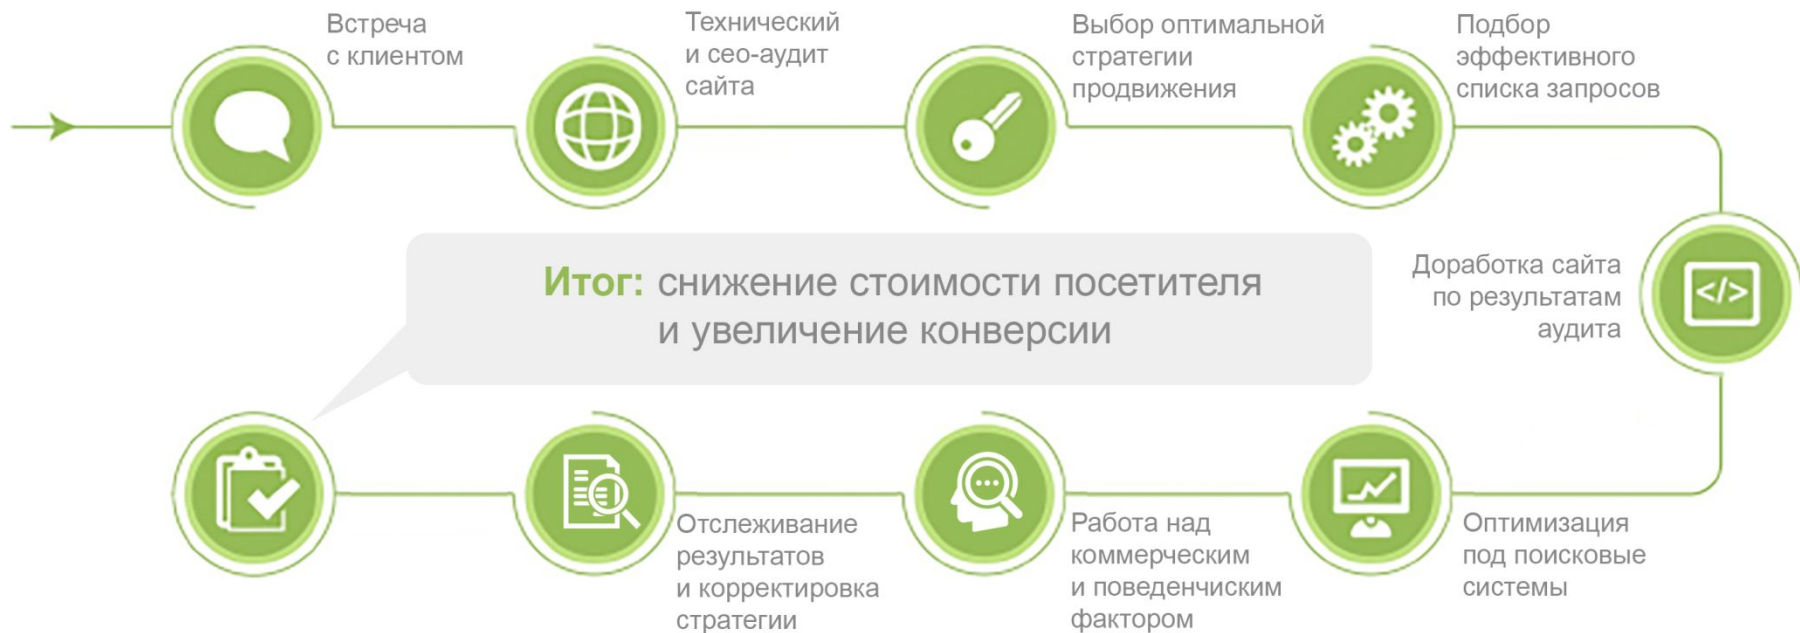 Встреча
с клиентом
Технический
и сео-аудит
сайта
Выбор оптимальной
стратегии
продвижения
Подбор
эффективного
списка запросов
Доработка сайта
по результатам
аудита
Итог: снижение стоимости посетителя
и увеличение конверсии
Оптимизация
под поисковые
системы
Работа над
коммерческим
и поведенчиским
фактором
Отслеживание
результатов
и корректировка
стратегии